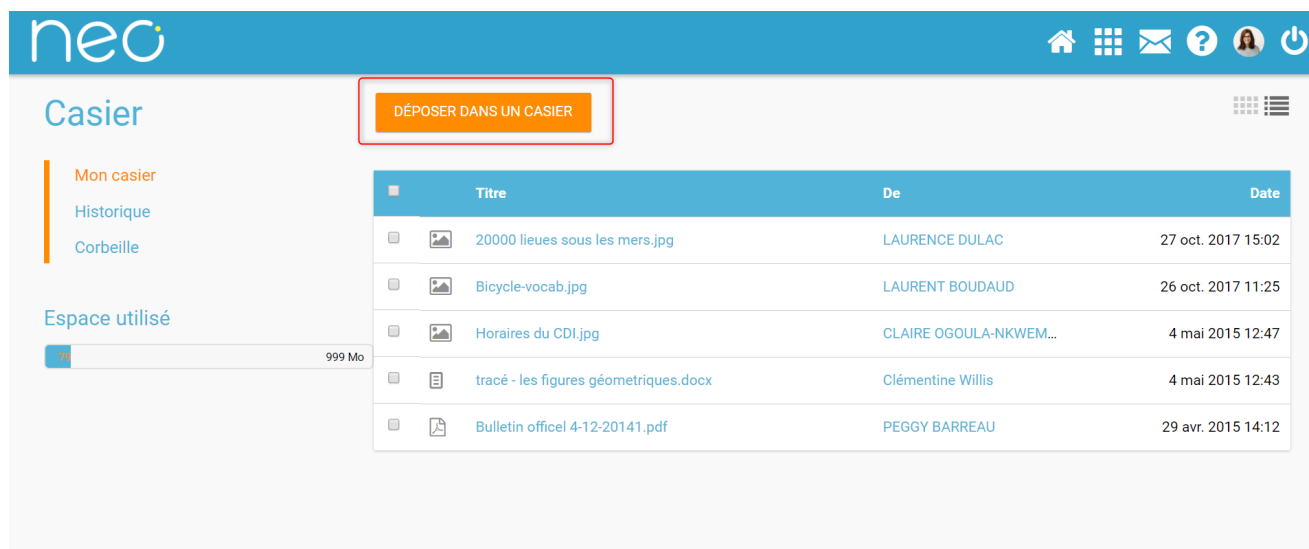 neo
Casier
DÉPOSER DANS UN CASIER
Mon casier
Historique
Corbeille
Espace utilisé
79
999 Mo
Titre De Date
20000 lieues sous les mers.jpg LAURENCE DULAC 27 oct. 2017 15:02
Bicycle-vocab.jpg LAURENT BOUDAUD 26 oct. 2017 11:25
Horaires du CDI.jpg CLAIRE OGOULA-NKWEM... 4 mai 2015 12:47
tracé - les figures géometriques.docx Clémentine Willis 4 mai 2015 12:43
Bulletin officel 4-12-20141.pdf PEGGY BARREAU 29 avr. 2015 14:12